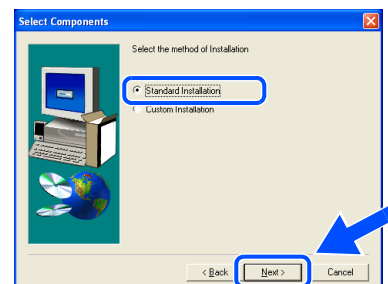 Select Components
Select the method of Installation
Standard Installation
Custom Installation
< Back
Next >
Cancel